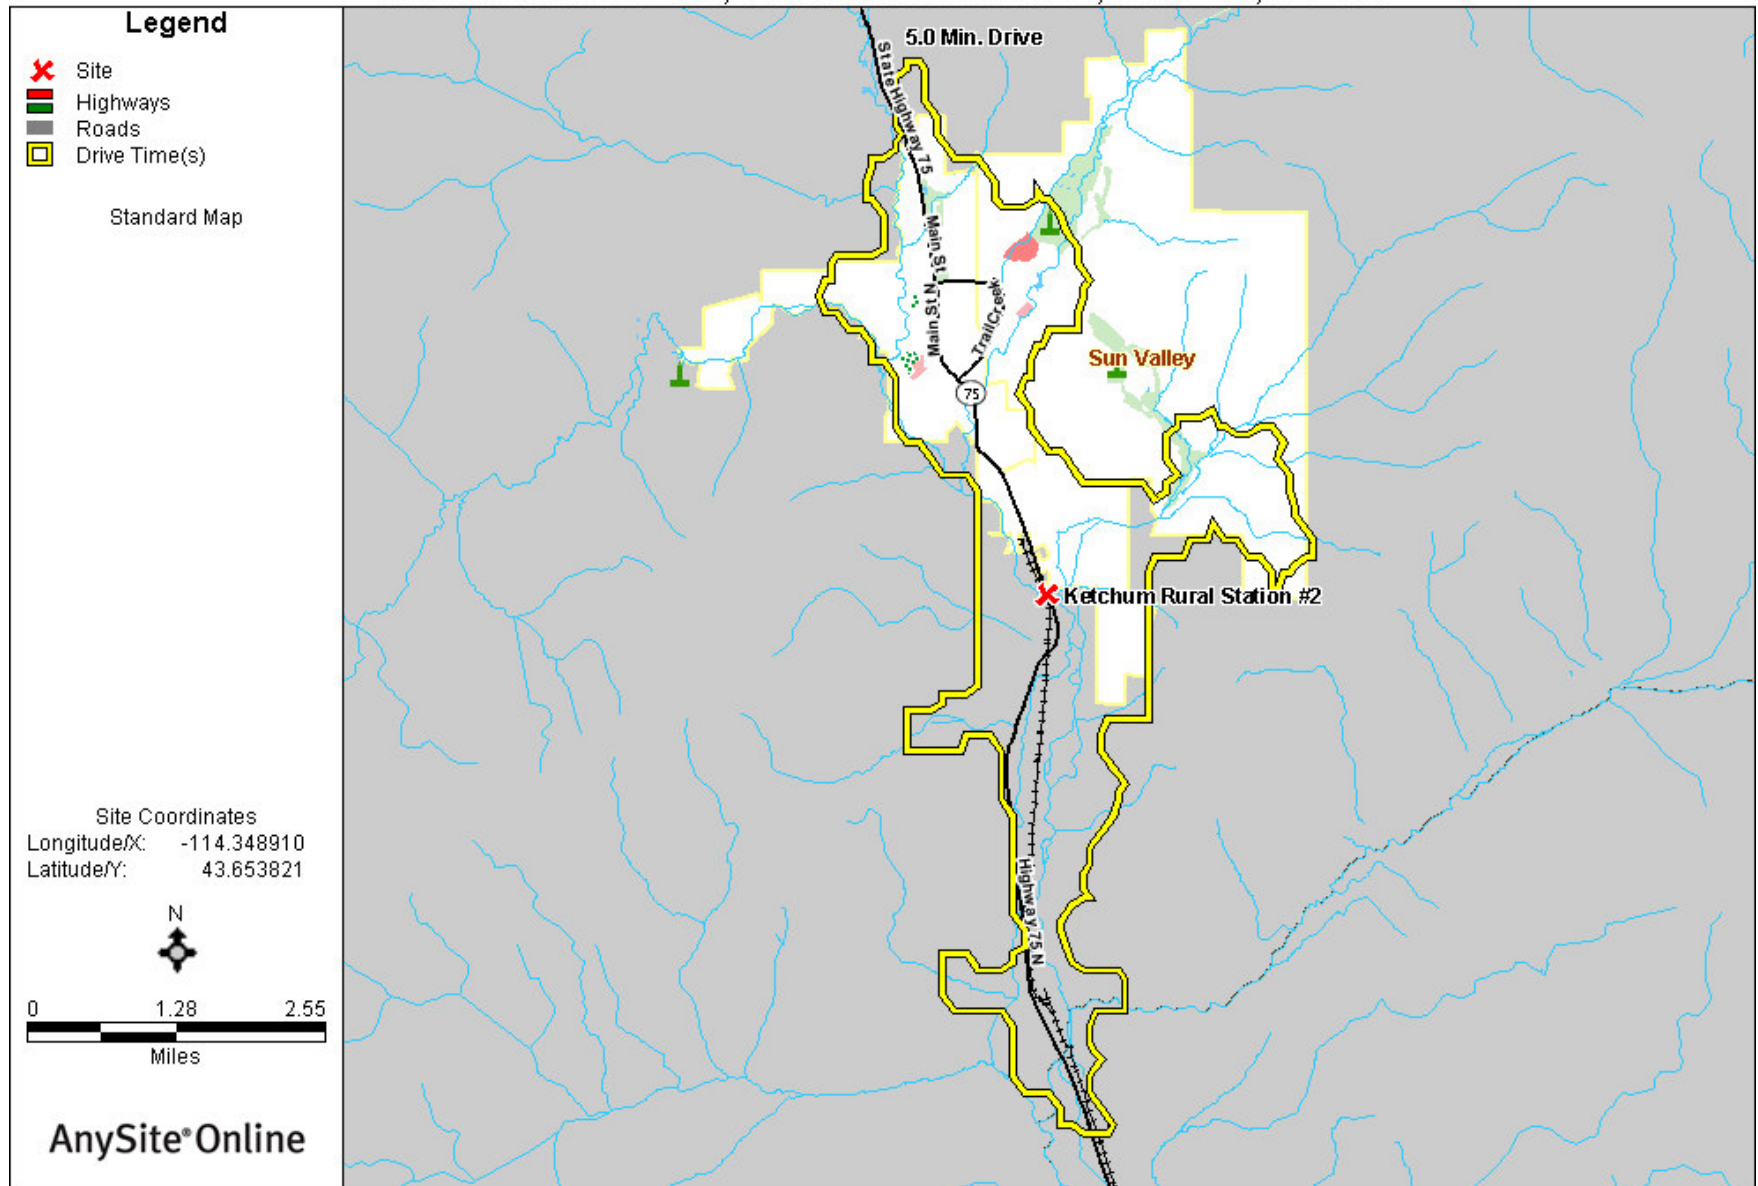 Legend
Site
Highways
Roads
Drive Time(s)
Standard Map
Site Coordinates
Longitude/X: -114.348910
Latitude/Y: 43.653821
N
0 1.28 2.55
Miles
AnySite® Online
5.0 Min. Drive
State Highway 75
Main St N
Main St N
Trail Creek
75
Sun Valley
Ketchum Rural Station #2
Highway 75 N